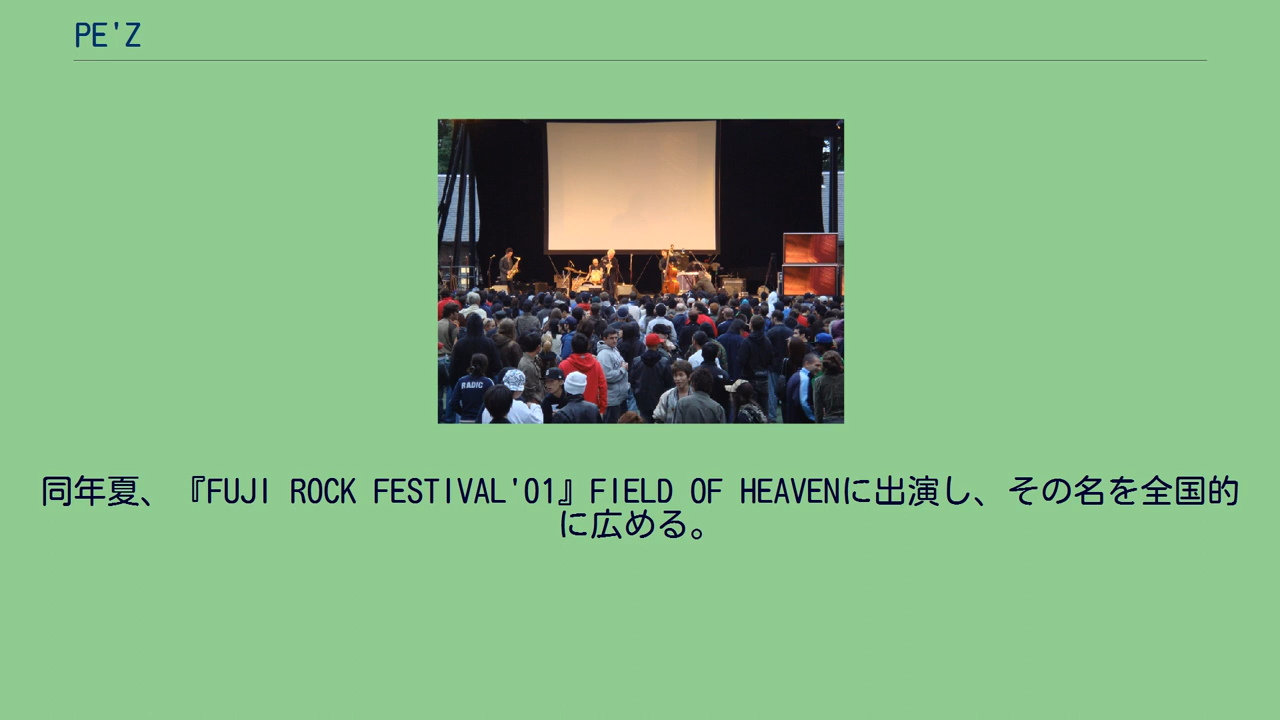 PE'Z
RADIC
同年夏、『FUJI ROCK FESTIVAL'01』FIELD OF HEAVENに出演し、その名を全国的
に広める。